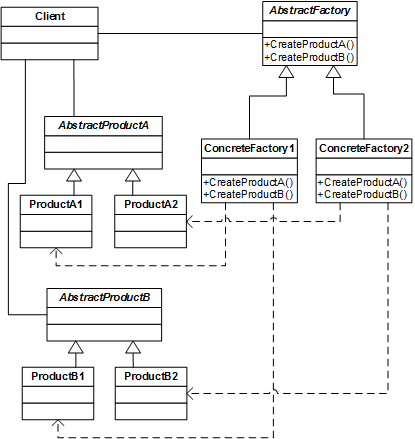 Client
AbstractFactory
+CreateProductA()
+CreateProductB()
AbstractProductA
ConcreteFactory1
+CreateProductA()
+CreateProductB()
ConcreteFactory2
+CreateProductA()
+CreateProductB()
ProductA1
ProductA2
AbstractProductB
ProductB1
ProductB2